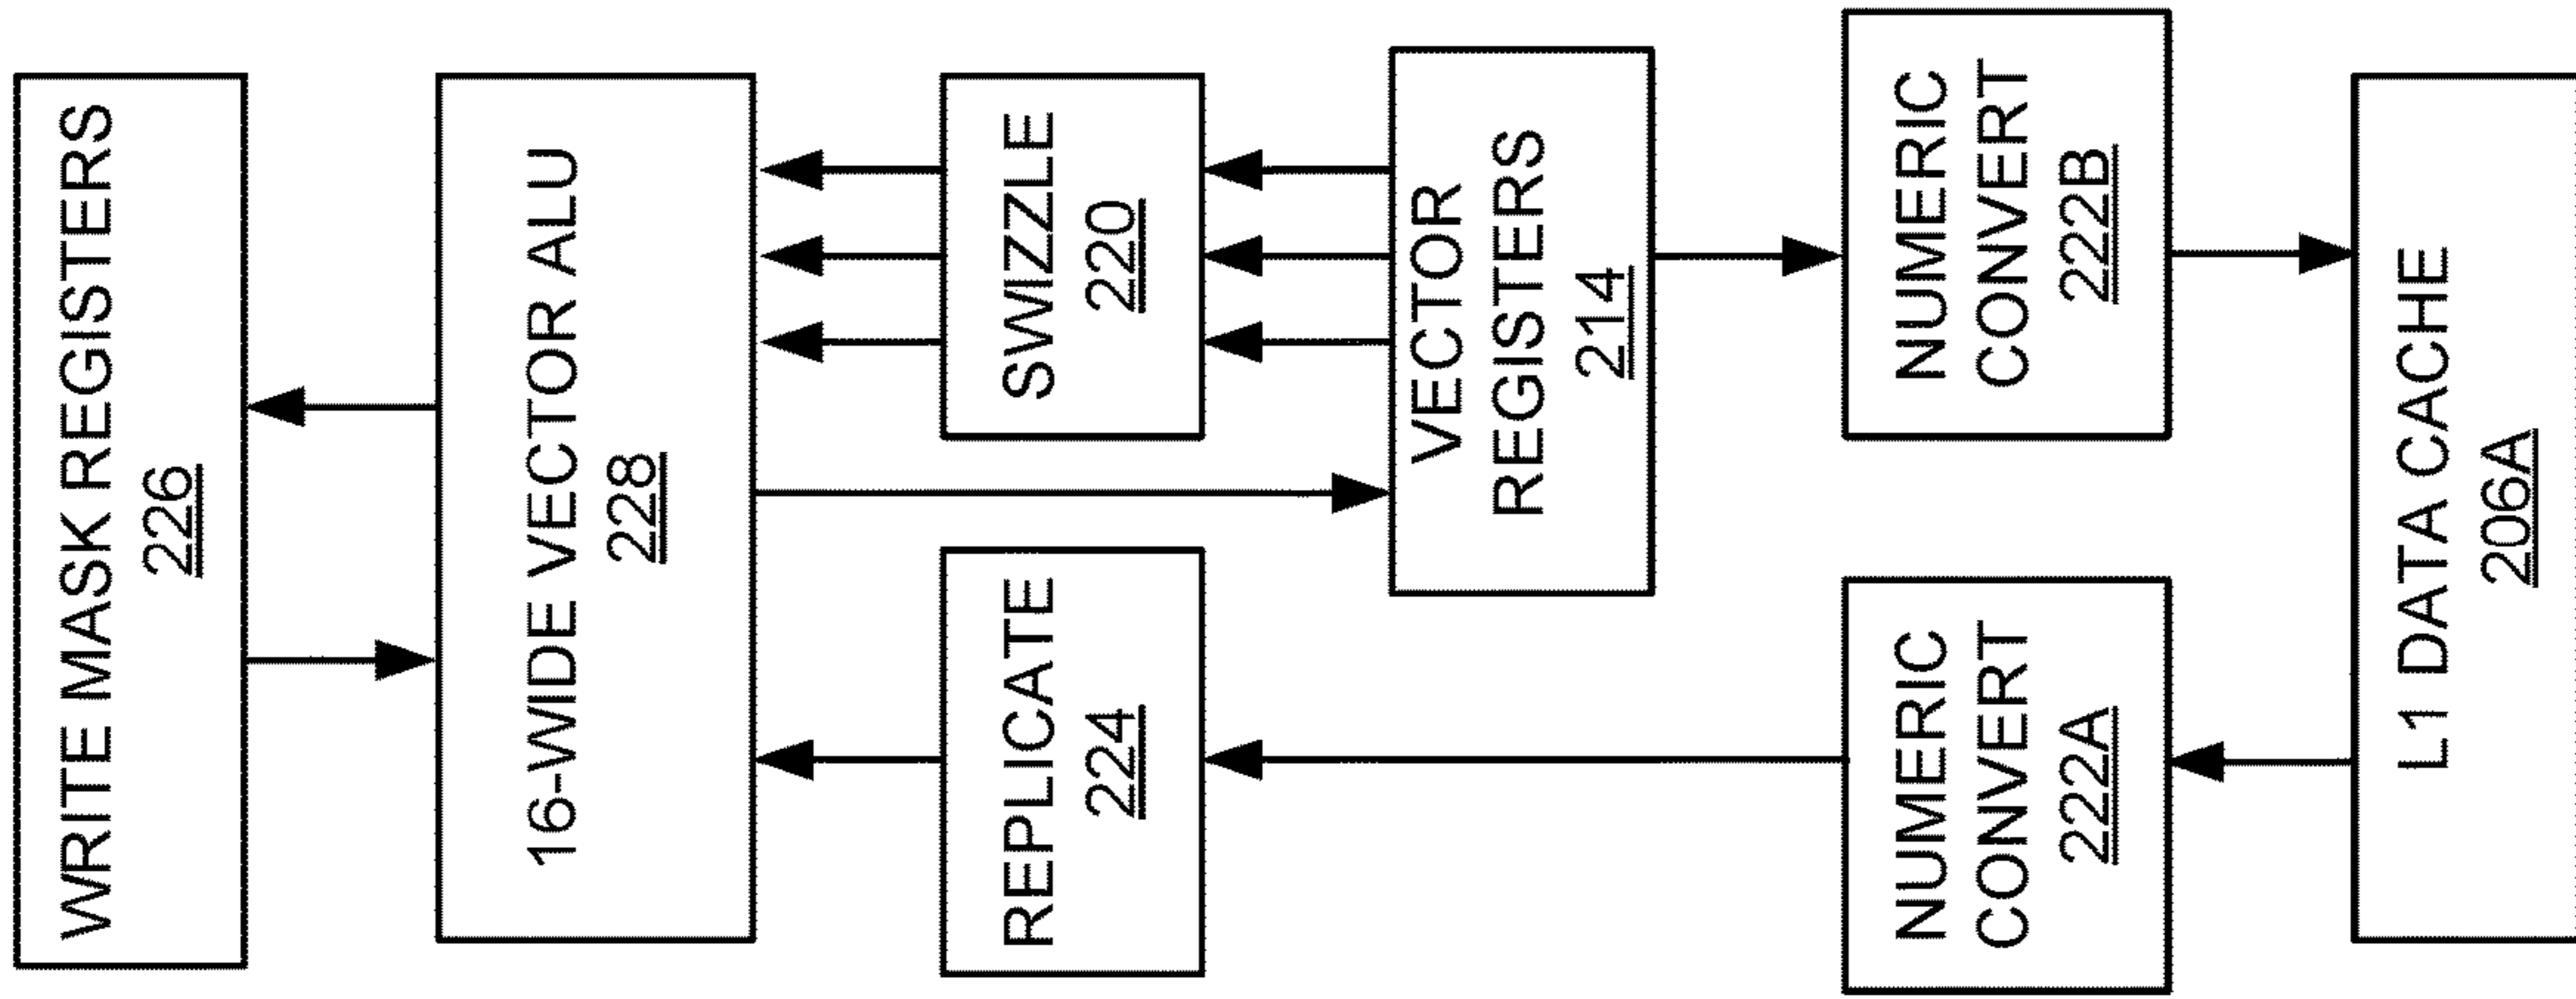 WRITE MASK REGISTERS
226
16-WIDE VECTOR ALU
228
REPLICATE
224
SWIZZLE
220
VECTOR
REGISTERS
214
NUMERIC
CONVERT
222A
NUMERIC
CONVERT
222B
L1 DATA CACHE
206A